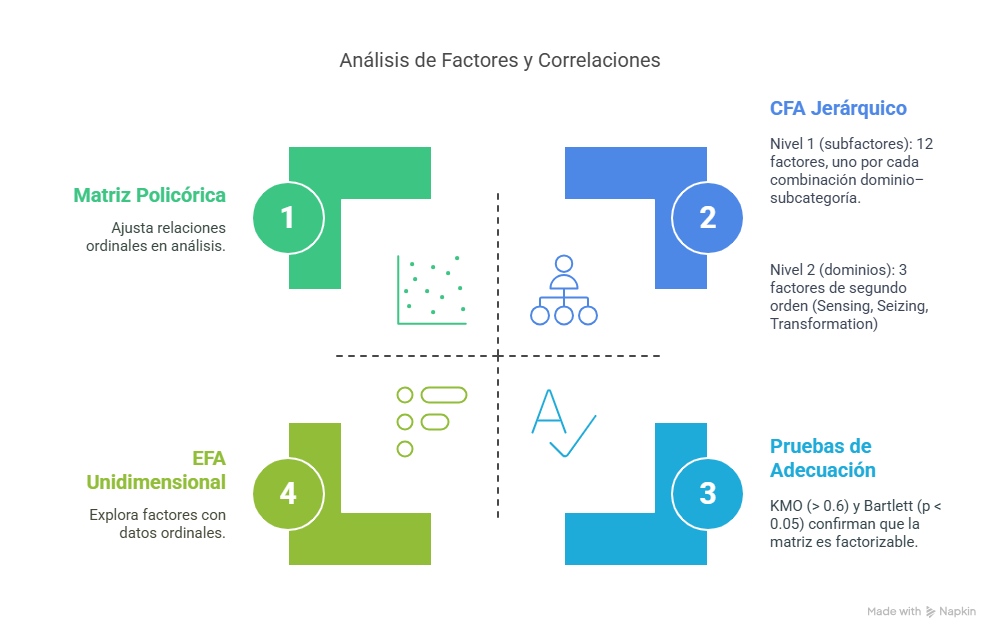 Análisis de Factores y Correlaciones
Matriz Policórica
Ajusta relaciones
ordinales en análisis.
1
2
CFA Jerárquico
Nivel 1 (subfactores): 12
factores, uno por cada
combinación dominio–
subcategoría.
Nivel 2 (dominios): 3
factores de segundo
orden (Sensing, Seizing,
Transformation)
3
Pruebas de
Adecuación
KMO (> 0.6) y Bartlett (p <
0.05) confirman que la
matriz es factorizable.
EFA
Unidimensional
Explora factores con
datos ordinales.
4
Made with Napkin